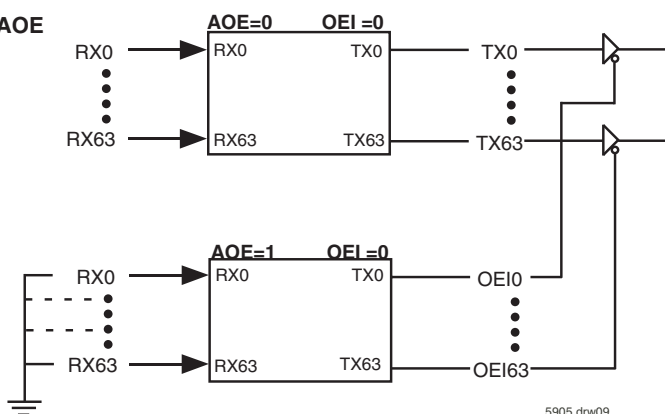 AOE
AOE=0 OEI =0
RX0 RX0 TX0 TX0
RX63 RX63 TX63 TX63
AOE=1 OEI =0
RX0 RX0 TX0 OEI0
RX63 RX63 TX63 OEI63
5905 drw09